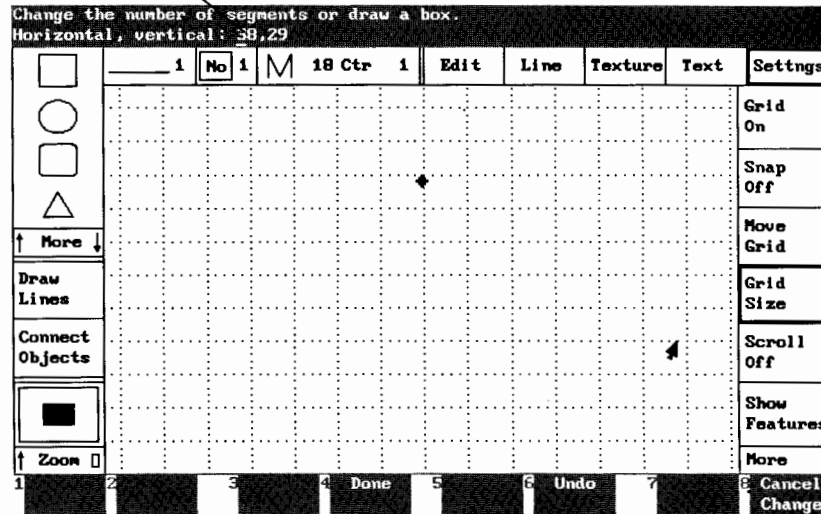 Change the number of segments or draw a box.
Horizontal, vertical: 38,29
1 No 1 18 Ctr 1 Edit Line Texture Text Settngs
Grid
On
Snap
Off
↑ More ↓
Move
Grid
Draw
Lines
Grid
Size
Connect
Objects
Scroll
Off
Show
Features
↑ Zoom
More
1 2 3 4 Done 5 6 Undo 7 8 Cancel
Change